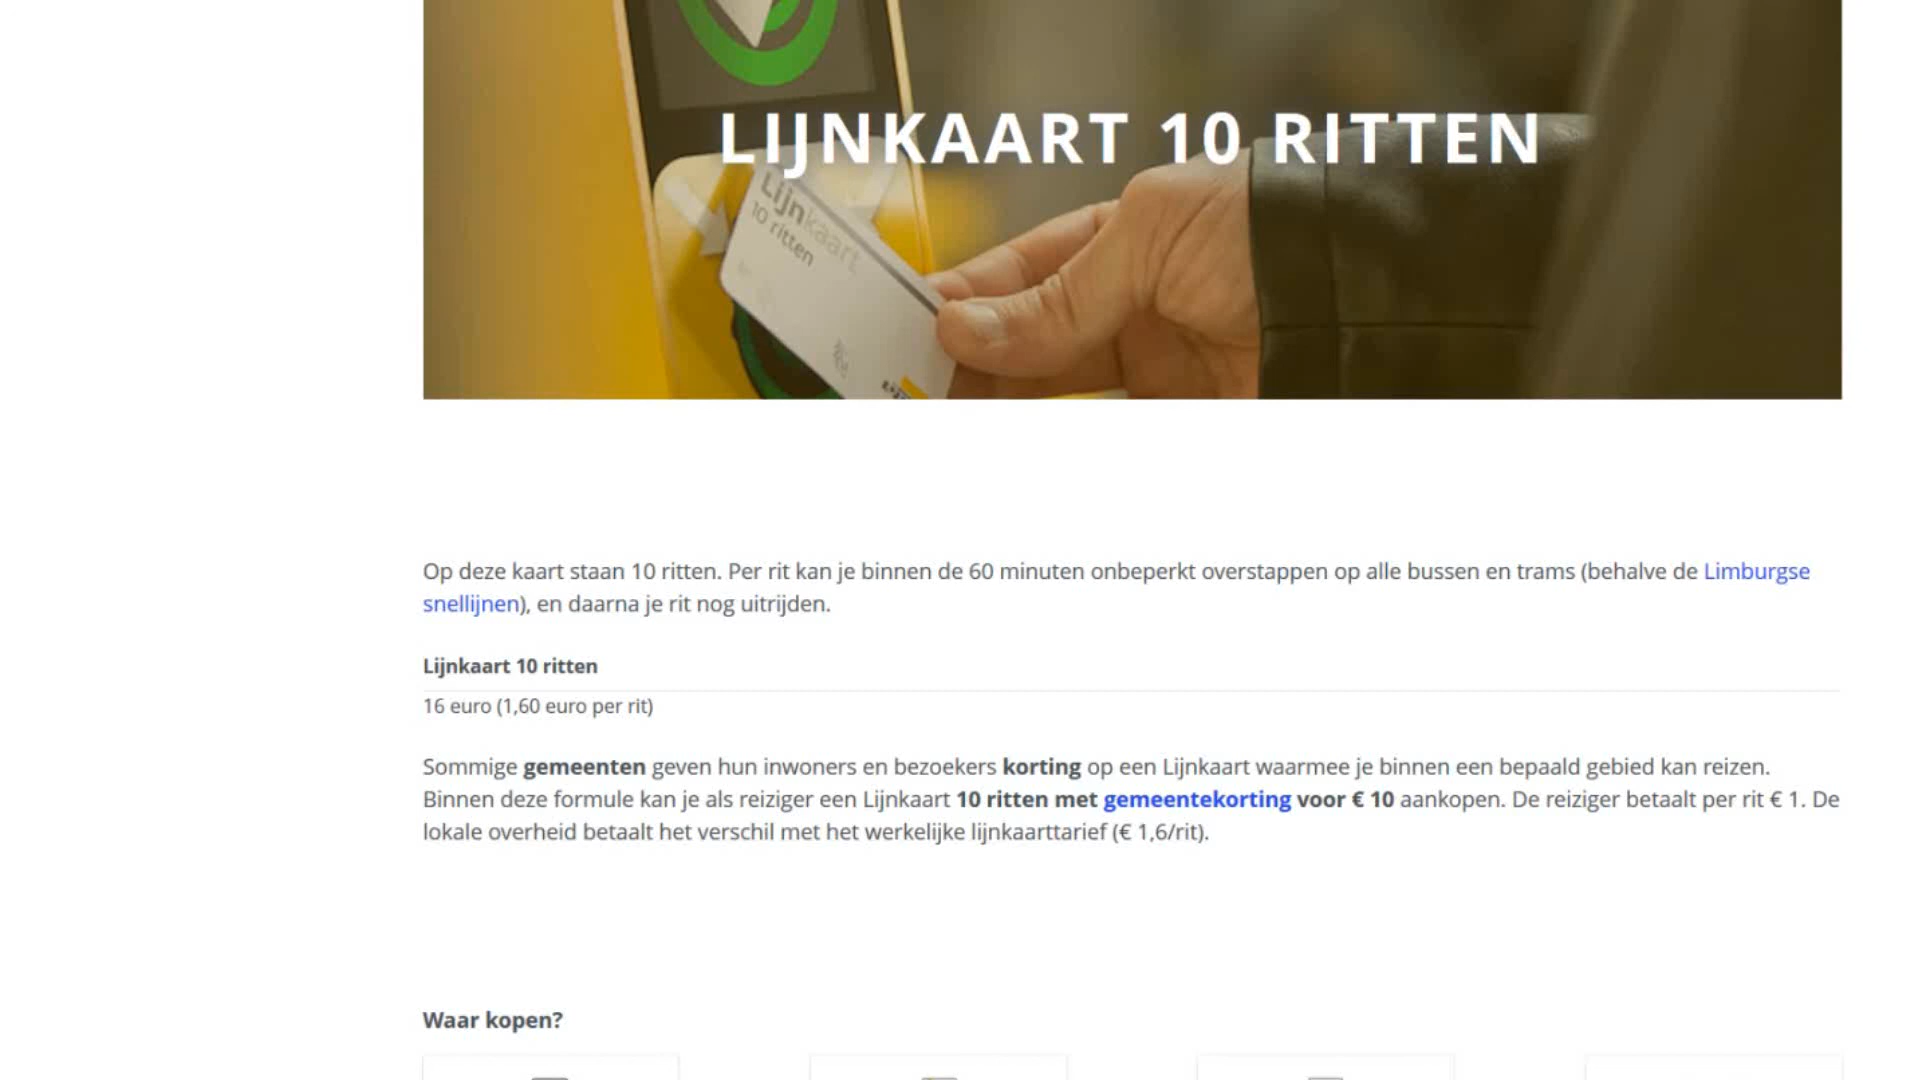 LIJNKAART 10 RITTEN
Lijnkaart
10 ritten
Op deze kaart staan 10 ritten. Per rit kan je binnen de 60 minuten onbeperkt overstappen op alle bussen en trams (behalve de Limburgse
snellijnen), en daarna je rit nog uitrijden.
Lijnkaart 10 ritten
16 euro (1,60 euro per rit)
Sommige gemeenten geven hun inwoners en bezoekers korting op een Lijnkaart waarmee je binnen een bepaald gebied kan reizen.
Binnen deze formule kan je als reiziger een Lijnkaart 10 ritten met gemeentekorting voor € 10 aankopen. De reiziger betaalt per rit € 1. De
lokale overheid betaalt het verschil met het werkelijke lijnkaarttarief (€ 1,6/rit).
Waar kopen?